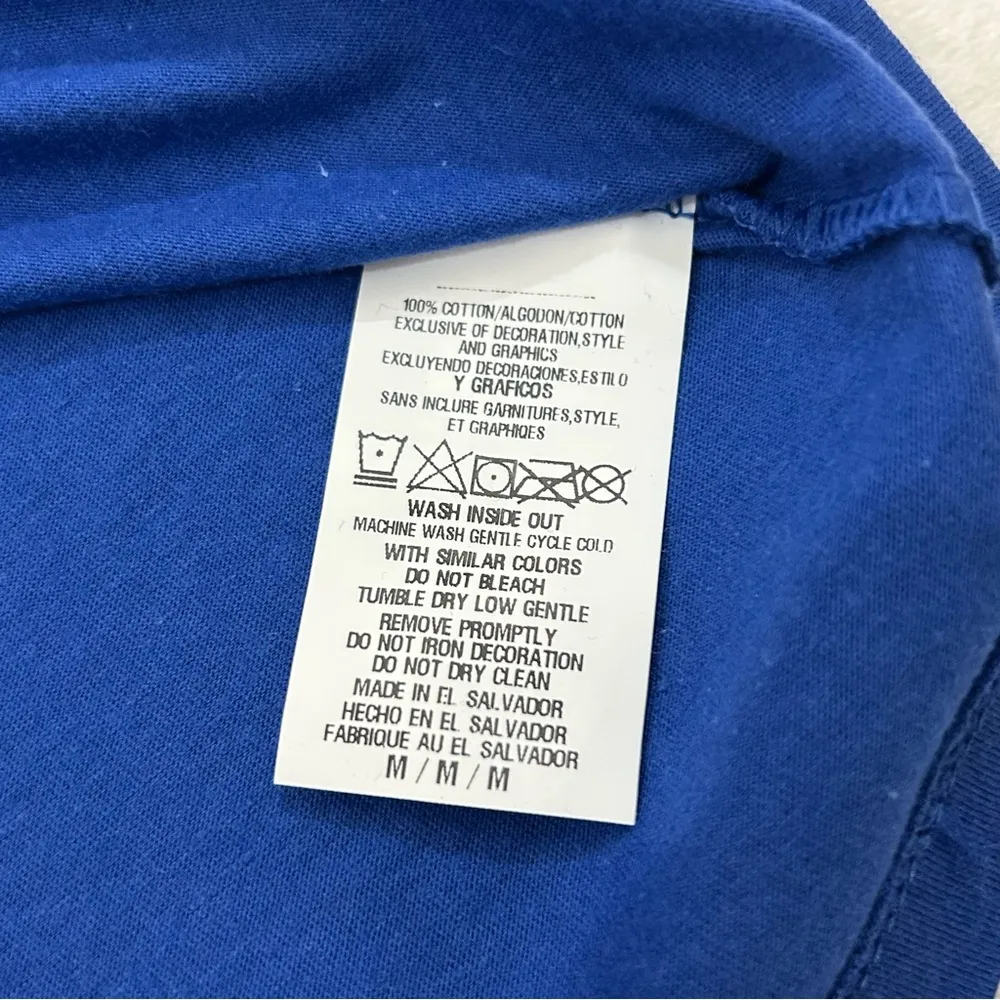 100% COTTON/ALGODON/COTTON
EXCLUSIVE OF DECORATION,STYLE
AND GRAPHICS
EXCLUYENDO DECORACIONES,ESTILO
Y GRAFICOS
SANS INCLURE GARNITURES,STYLE,
ET GRAPHIQES
WASH INSIDE OUT
MACHINE WASH GENTLE CYCLE COLD
WITH SIMILAR COLORS
DO NOT BLEACH
TUMBLE DRY LOW GENTLE
REMOVE PROMPTLY
DO NOT IRON DECORATION
DO NOT DRY CLEAN
MADE IN EL SALVADOR
HECHO EN EL SALVADOR
FABRIQUE AU EL SALVADOR
M / M / M